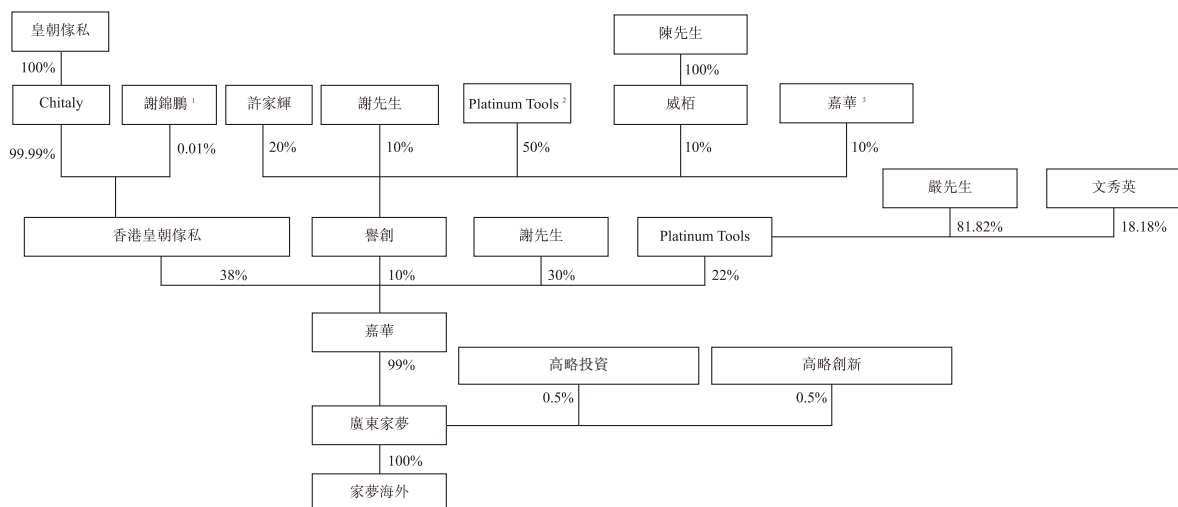 皇朝傢私
陳先生
100%
100%
Chitaly
謝錦鵬 1
許家輝
謝先生
Platinum Tools 2
威栢
嘉華 3
99.99%
0.01%
20%
10%
50%
10%
10%
嚴先生
文秀英
香港皇朝傢私
譽創
謝先生
Platinum Tools
81.82%
18.18%
38%
10%
30%
22%
嘉華
99%
高略投資
高略創新
0.5%
0.5%
廣東家夢
100%
家夢海外